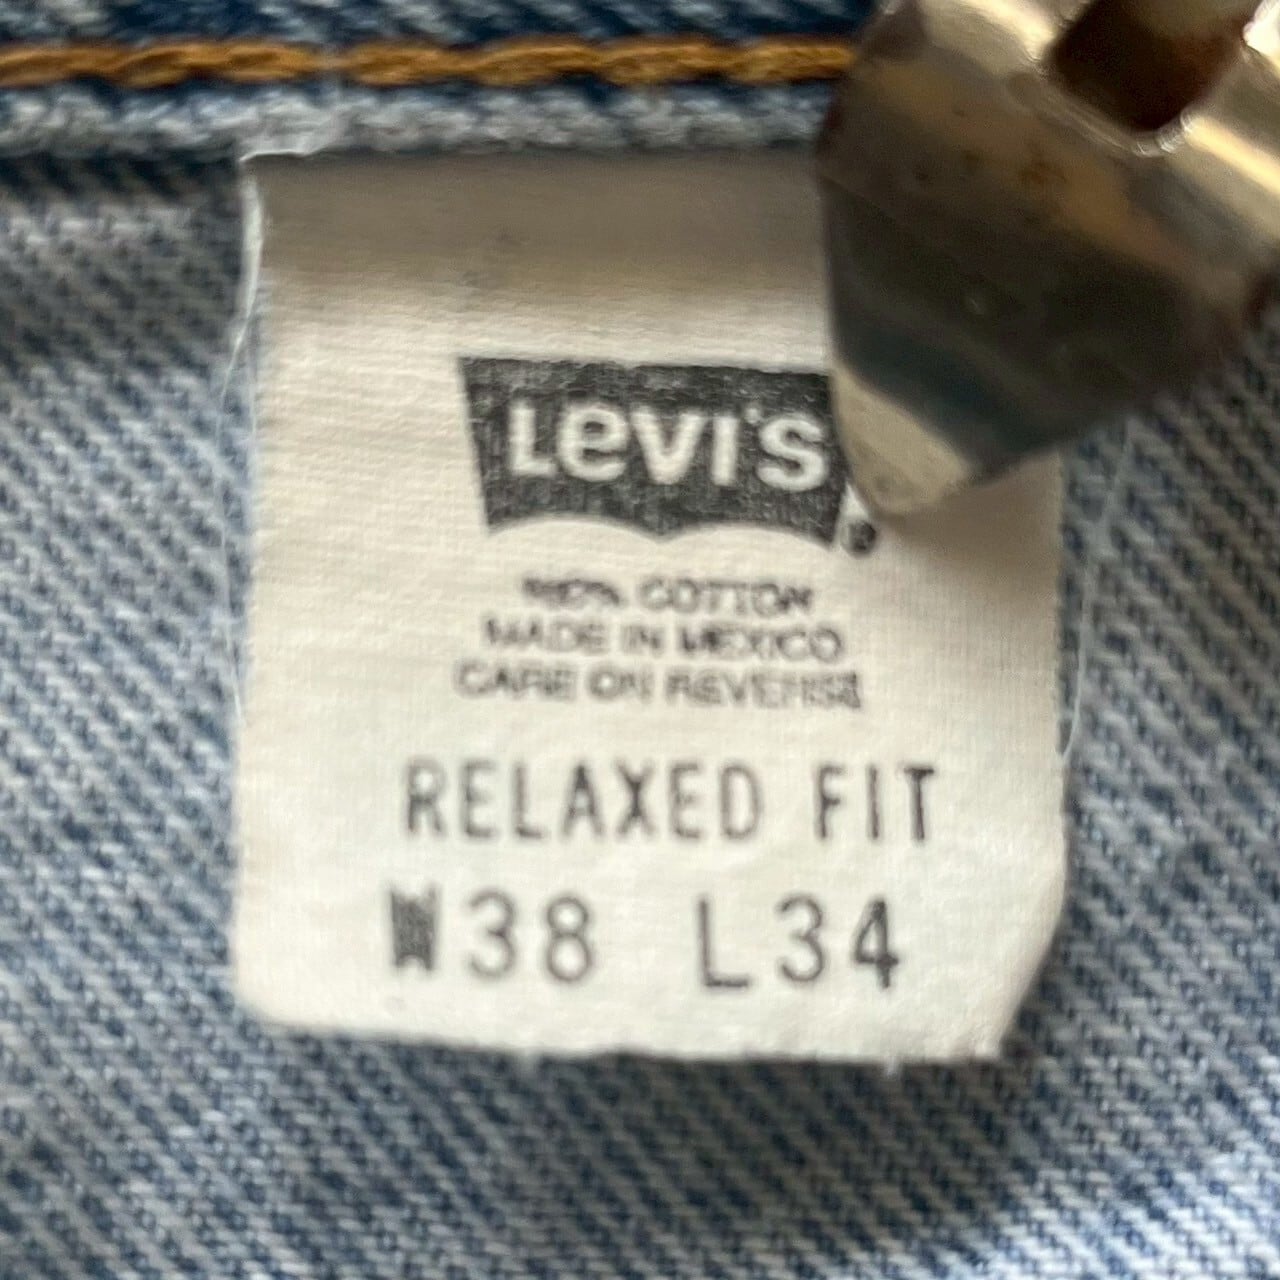 Levi's®
100% COTTON
MADE IN MEXICO
CARE ON REVERSE
RELAXED FIT
W38 L34